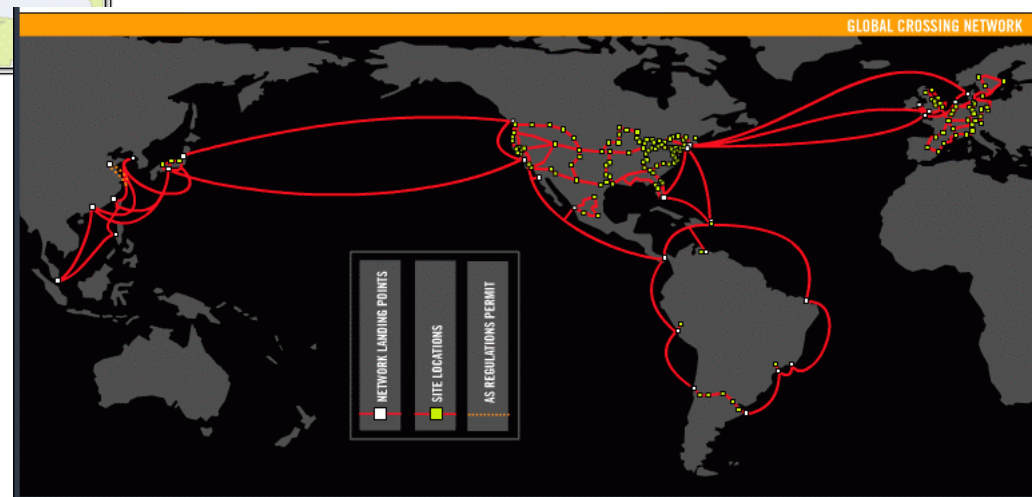 GLOBAL CROSSING NETWORK
NETWORK LANDING POINTS
SITE LOCATIONS
AS REGULATIONS PERMIT